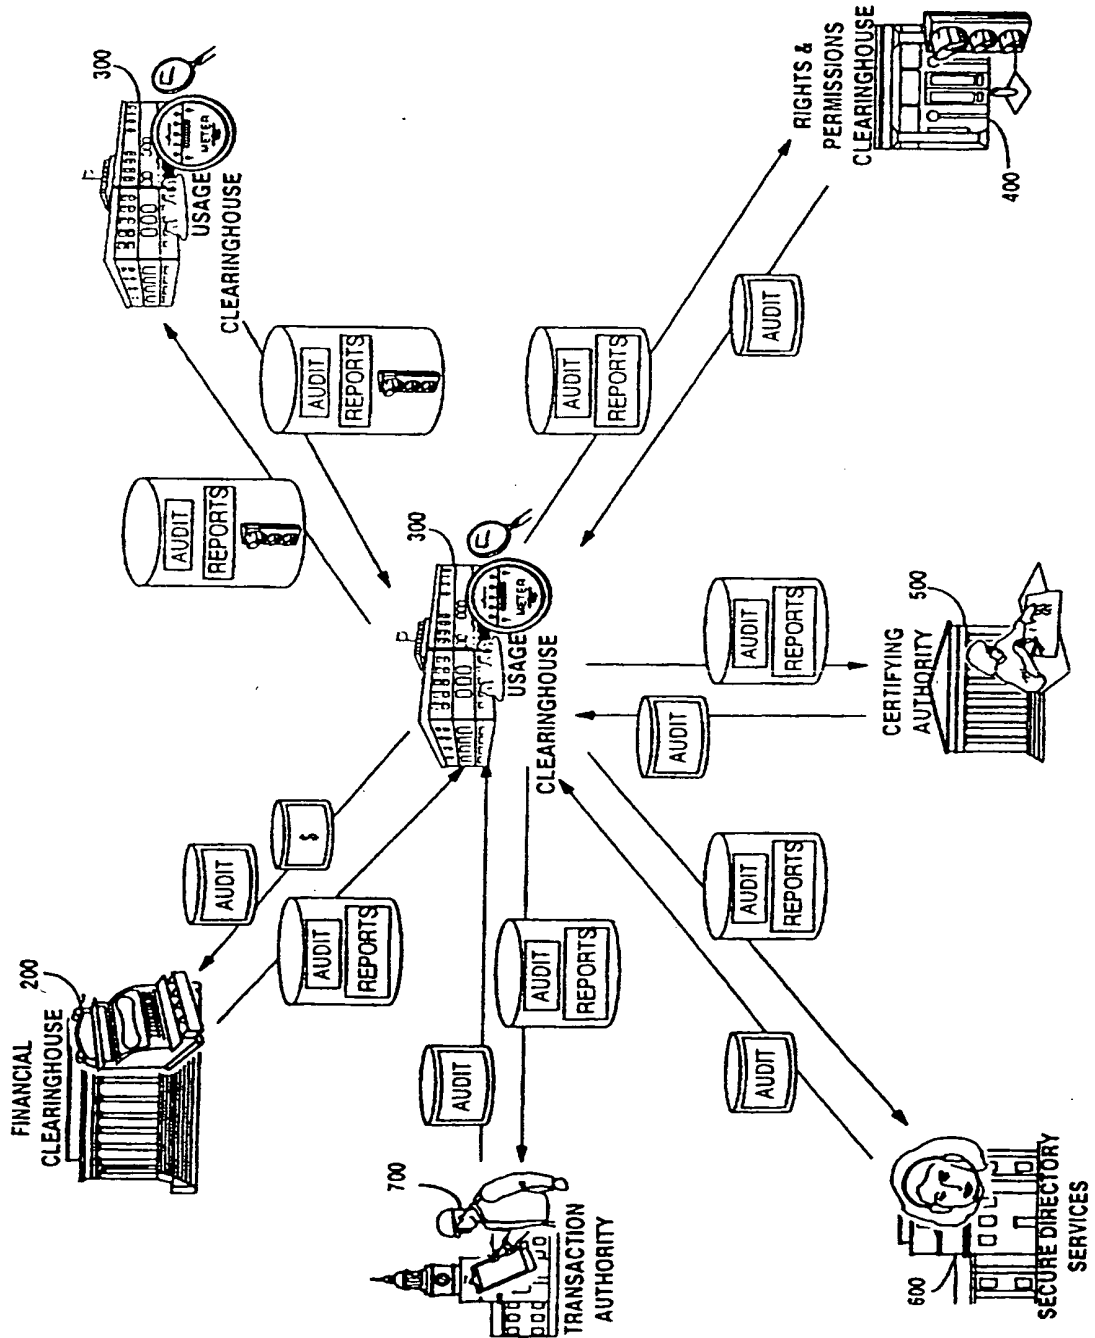 FINANCIAL
CLEARINGHOUSE
200
300
METER
USAGE
CLEARINGHOUSE
AUDIT
REPORTS
AUDIT
$
AUDIT
REPORTS
AUDIT
REPORTS
700
TRANSACTION
AUTHORITY
300
METER
USAGE
CLEARINGHOUSE
AUDIT
AUDIT
REPORTS
AUDIT
REPORTS
AUDIT
AUDIT
REPORTS
AUDIT
REPORTS
AUDIT
AUDIT
RIGHTS &
PERMISSIONS
CLEARINGHOUSE
400
CERTIFYING
AUTHORITY
500
600
SECURE DIRECTORY
SERVICES